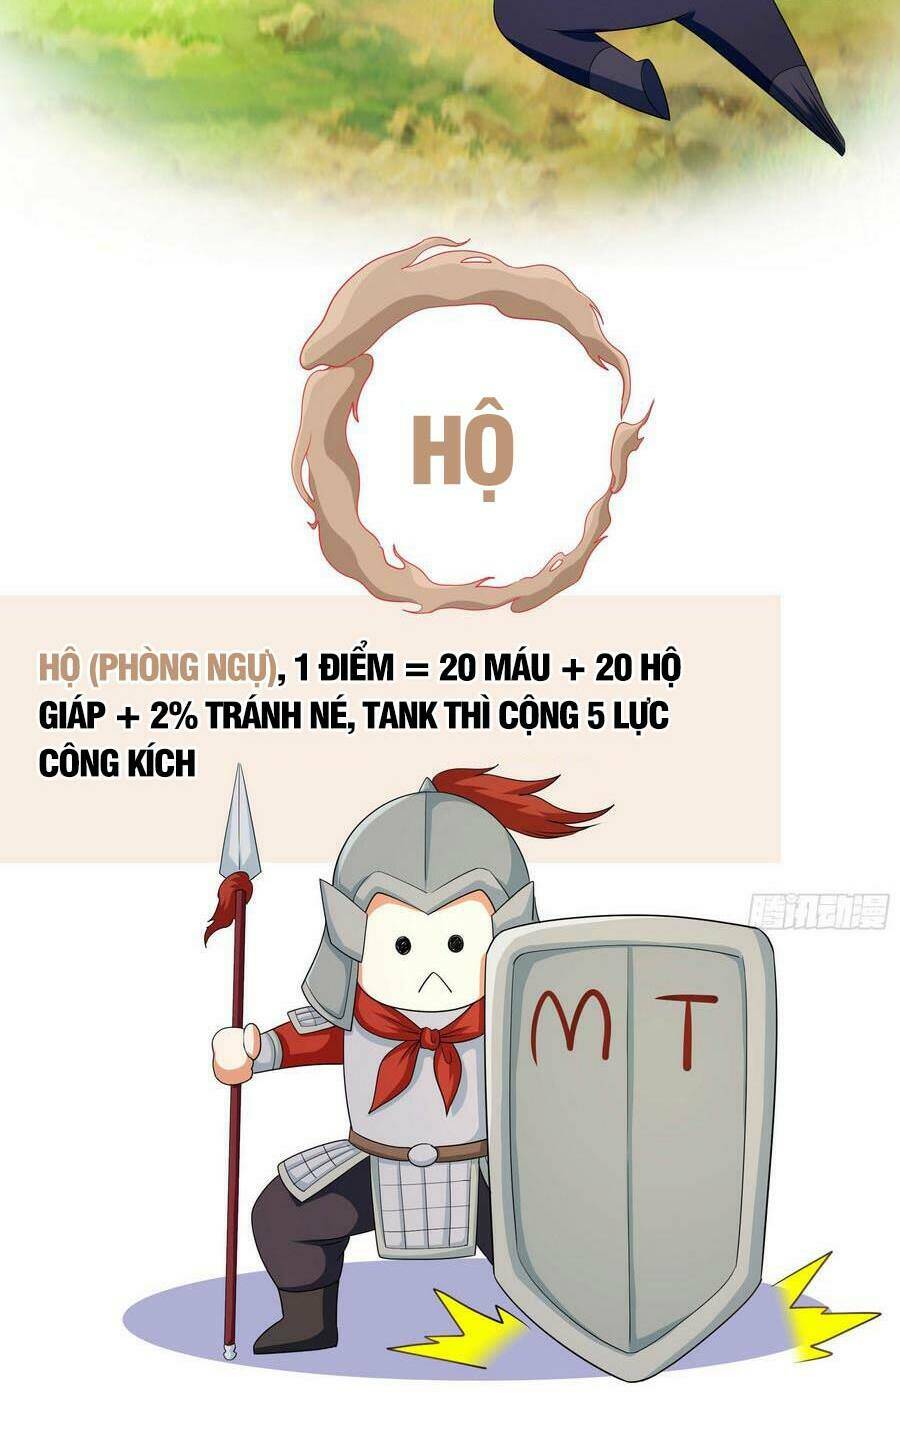 HỘ
HỘ (PHÒNG NGỰ), 1 ĐIỂM = 20 MÁU + 20 HỘ
GIÁP + 2% TRÁNH NÉ, TANK THÌ CỘNG 5 LỰC
CÔNG KÍCH
腾讯动漫
M T